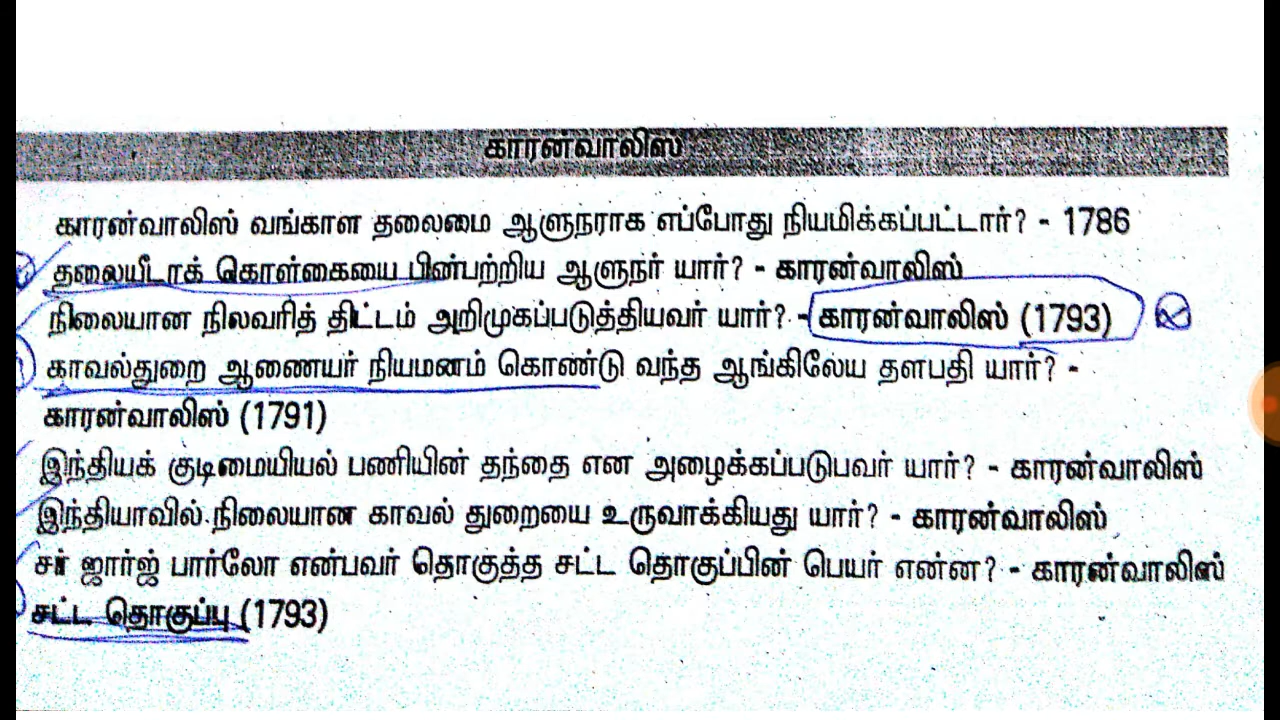 காரன்வாலிஸ்
காரன்வாலிஸ் வங்காள தலைமை ஆளுநராக எப்போது நியமிக்கப்பட்டார்? - 1786
தலையீடாக் கொள்கையை பின்பற்றிய ஆளுநர் யார்? - காரன்வாலிஸ்
நிலையான நிலவரித் திட்டம் அறிமுகப்படுத்தியவர் யார்? - காரன்வாலிஸ் (1793)
காவல்துறை ஆணையர் நியமனம் கொண்டு வந்த ஆங்கிலேய தளபதி யார்? -
காரன்வாலிஸ் (1791)
இந்தியக் குடிமையியல் பணியின் தந்தை என அழைக்கப்படுபவர் யார்? - காரன்வாலிஸ்
இந்தியாவில் நிலையான காவல் துறையை உருவாக்கியது யார்? - காரன்வாலிஸ்
சர் ஜார்ஜ் பார்லோ என்பவர் தொகுத்த சட்ட தொகுப்பின் பெயர் என்ன? - காரன்வாலிஸ்
சட்ட தொகுப்பு (1793)